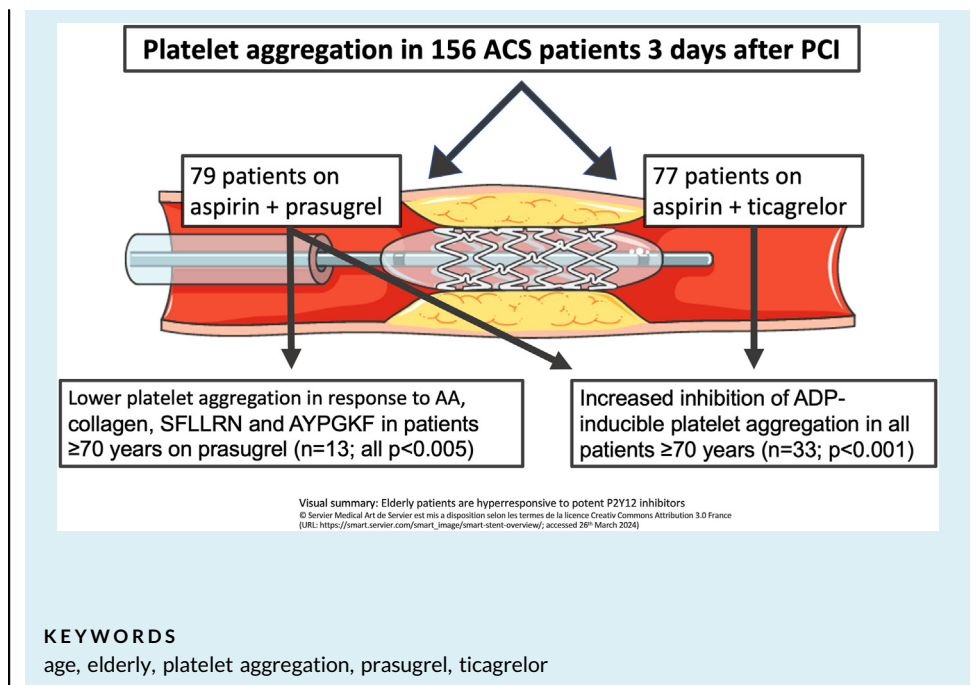 Platelet aggregation in 156 ACS patients 3 days after PCI
79 patients on
aspirin + prasugrel
77 patients on
aspirin + ticagrelor
Lower platelet aggregation in response to AA,
collagen, SFLLRN and AYPGKF in patients
≥70 years on prasugrel (n=13; all p<0.005)
Increased inhibition of ADP-
inducible platelet aggregation in all
patients ≥70 years (n=33; p<0.001)
Visual summary: Elderly patients are hyperresponsive to potent P2Y12 inhibitors
© Servier Medical Art de Servier est mis a disposition selon les termes de la licence Creativ Commons Attribution 3.0 France
(URL: https://smart.servier.com/smart_image/smart-stent-overview/; accessed 26th March 2024)
KEYWORDS
age, elderly, platelet aggregation, prasugrel, ticagrelor